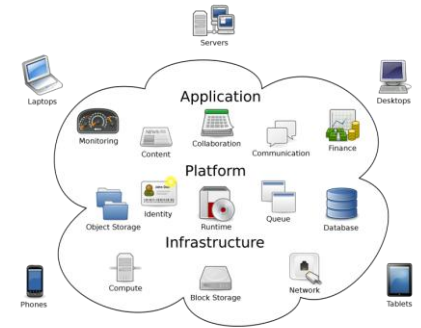 Servers
Laptops
Desktops
Application
Monitoring
Content
Collaboration
Communication
Finance
Platform
Object Storage
Identity
Runtime
Queue
Database
Infrastructure
Compute
Block Storage
Network
Phones
Tablets